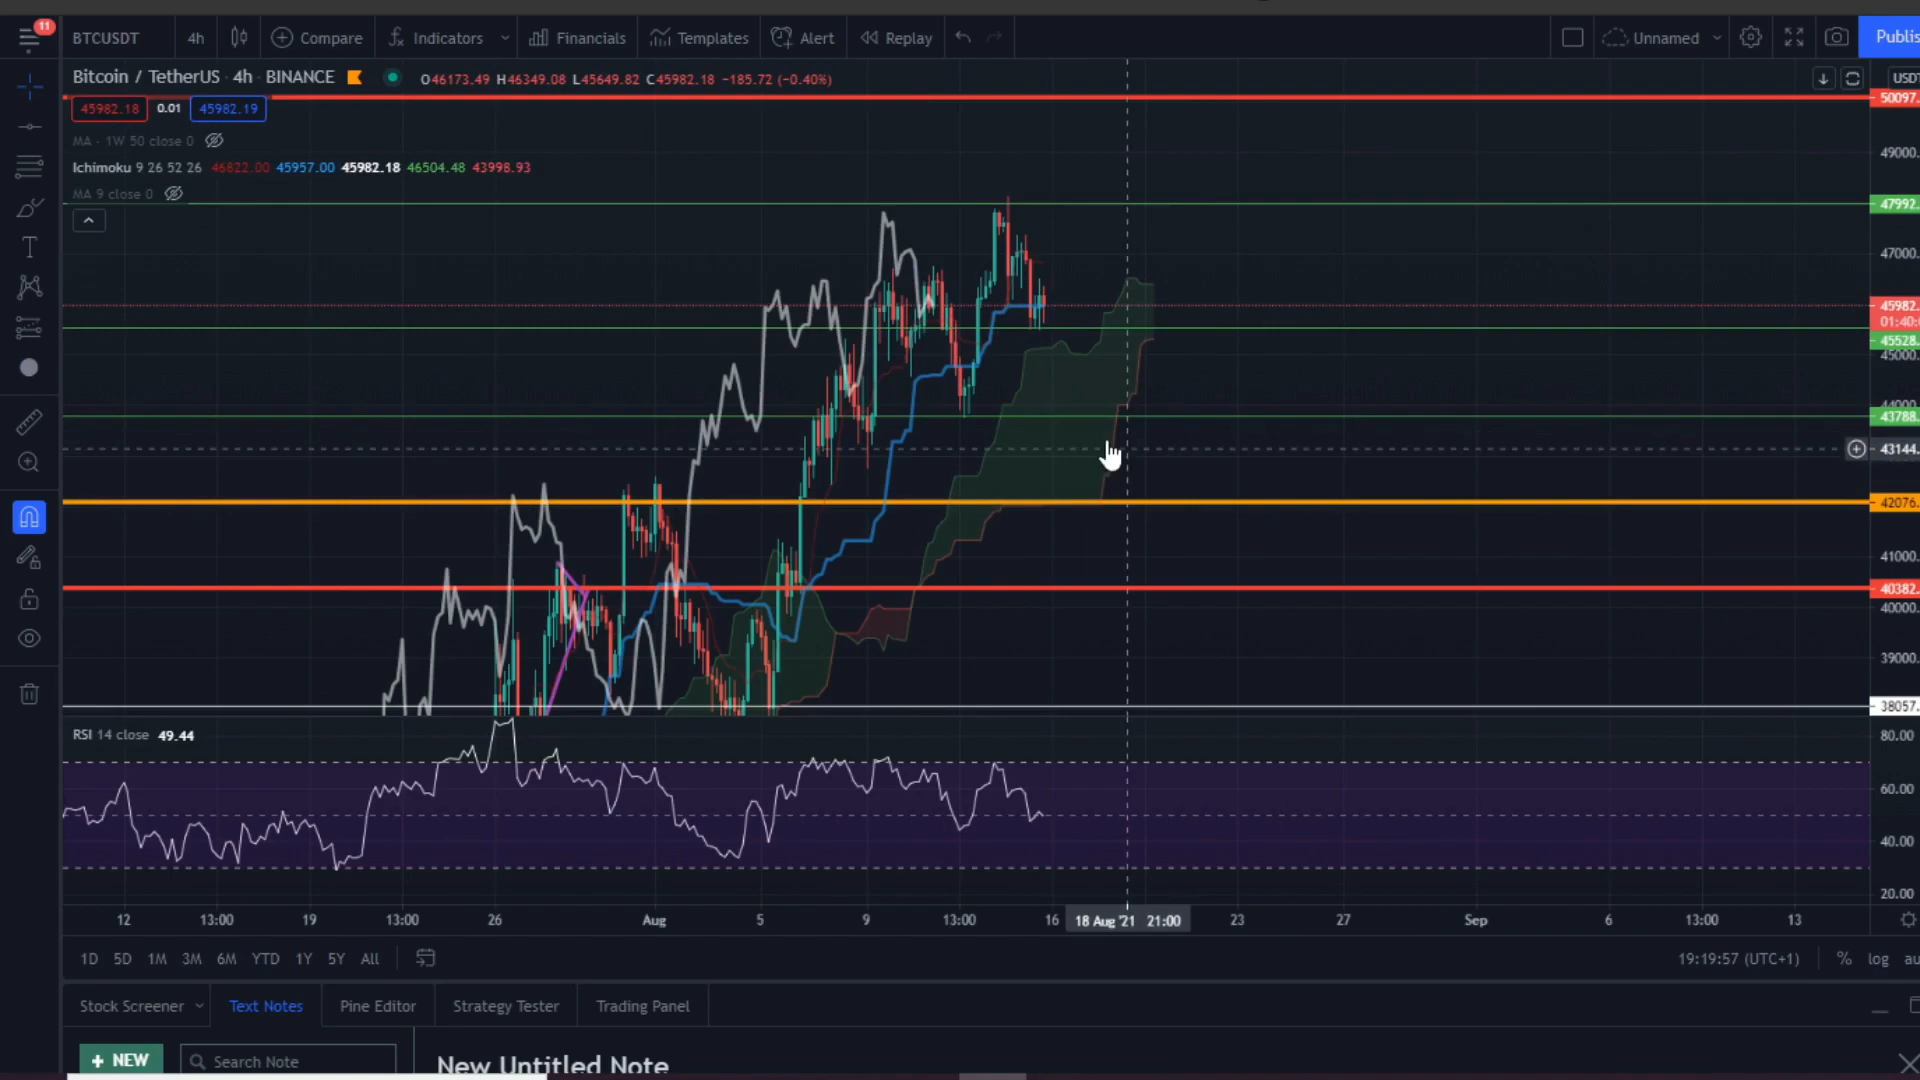 11
BTCUSDT 4h Compare Indicators Financials Templates Alert Replay Unnamed Publis
Bitcoin / TetherUS · 4h · BINANCE O46173.49 H46349.08 L45649.82 C45982.18 −185.72 (−0.40%) USDT
45982.18 0.01 45982.19
MA · 1W 50 close 0
Ichimoku 9 26 52 26 46822.00 45957.00 45982.18 46504.48 43998.93
MA 9 close 0
50097.
49000.
47992.
47000.
45982.
01:40:
45528.
45000.
44000.
43788.
43144.
42076.
41000.
40382.
40000.
39000.
38057.
RSI 14 close 49.44
80.00
60.00
40.00
20.00
12 13:00 19 13:00 26 Aug 5 9 13:00 16 18 Aug '21 21:00 23 27 Sep 6 13:00 13
1D 5D 1M 3M 6M YTD 1Y 5Y All 19:19:57 (UTC+1) % log au
Stock Screener Text Notes Pine Editor Strategy Tester Trading Panel
+ NEW Search Note New Untitled Note